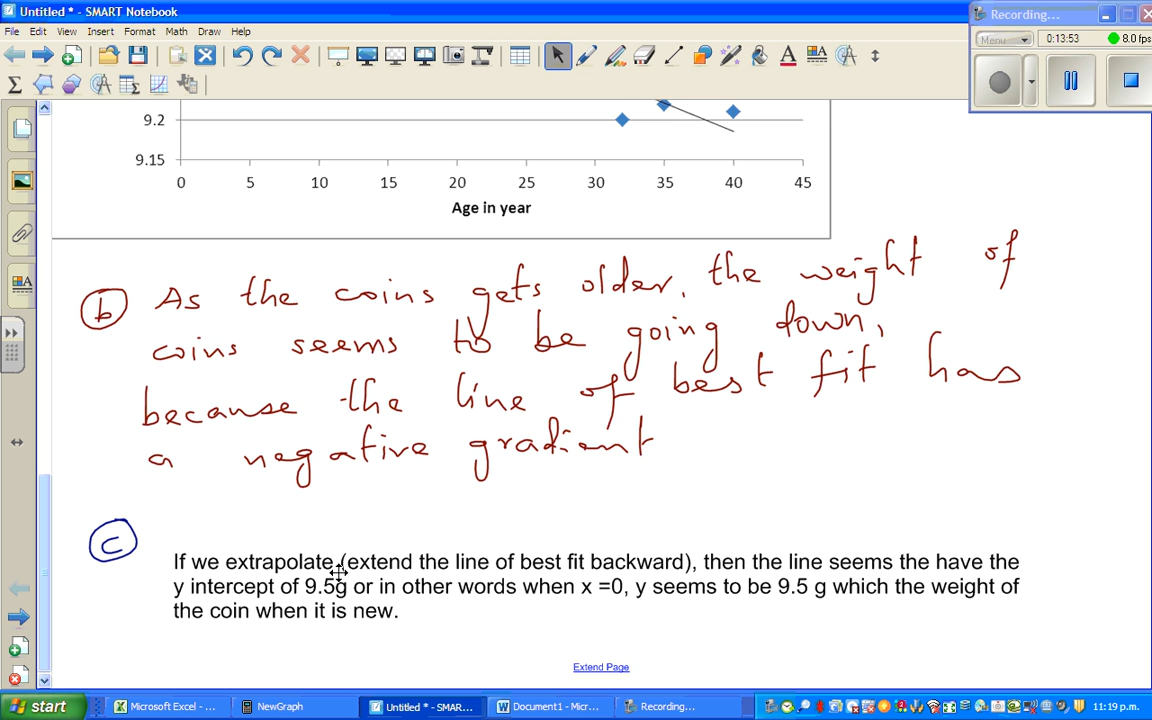 Untitled * - SMART Notebook
Recording...
File Edit View Insert Format Math Draw Help
Menu 0:13:53 8.0 fps
9.2
9.15
0 5 10 15 20 25 30 35 40 45
Age in year
b As the coins gets older, the weight of
coins seems to be going down,
because the line of best fit has
a negative gradient
c
If we extrapolate (extend the line of best fit backward), then the line seems the have the
y intercept of 9.5g or in other words when x =0, y seems to be 9.5 g which the weight of
the coin when it is new.
Extend Page
start Microsoft Excel - ... NewGraph Untitled * - SMAR... Document1 - Micr... Recording... 11:19 p.m.